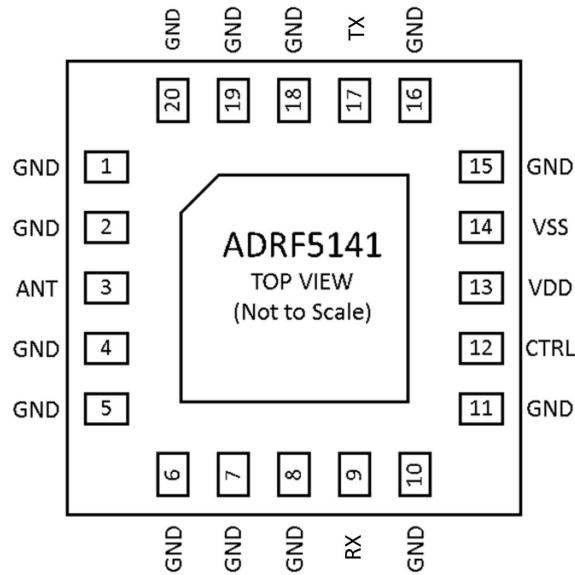 GND GND GND TX GND
20 19 18 17 16
GND 1 15 GND
GND 2 14 VSS
ANT 3 13 VDD
GND 4 12 CTRL
GND 5 11 GND
ADRF5141
TOP VIEW
(Not to Scale)
6 7 8 9 10
GND GND GND RX GND